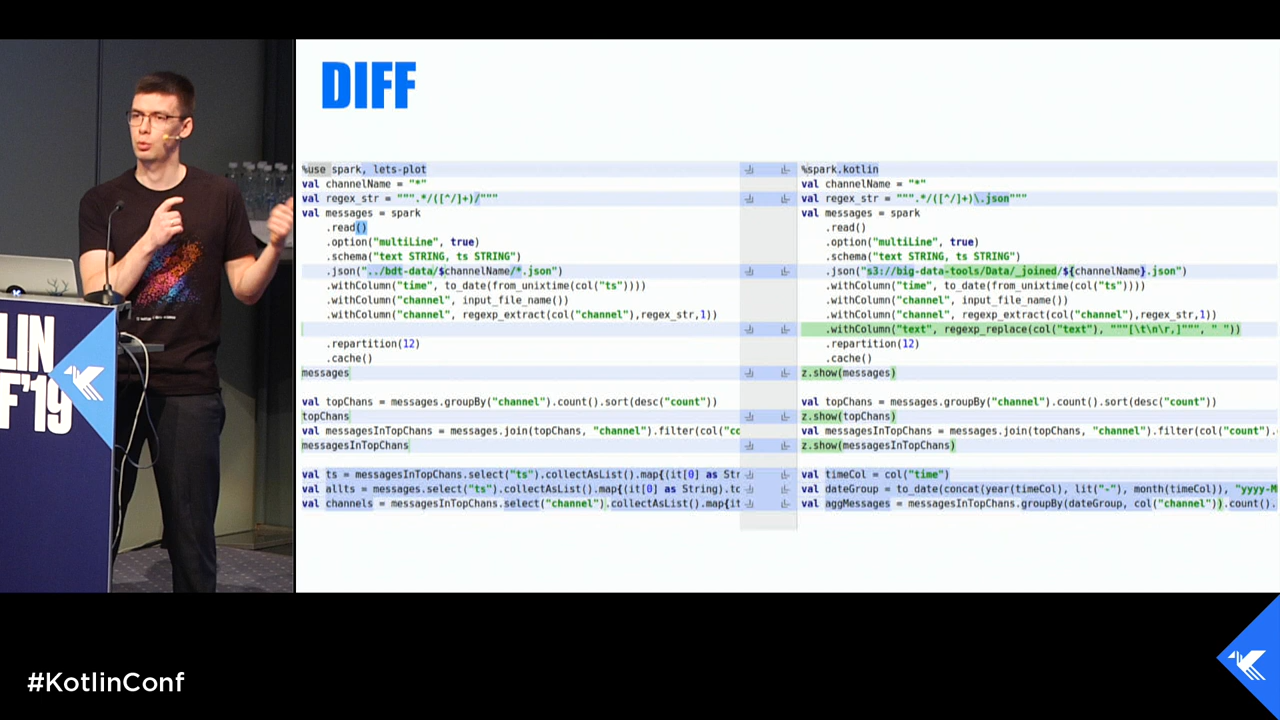 DIFF
%use spark, lets-plot
val channelName = "*"
val regex_str = """.*/([^/]+)/"""
val messages = spark
.read()
.option("multiLine", true)
.schema("text STRING, ts STRING")
.json("../bdt-data/$channelName/*.json")
.withColumn("time", to_date(from_unixtime(col("ts"))))
.withColumn("channel", input_file_name())
.withColumn("channel", regexp_extract(col("channel"),regex_str,1))
.repartition(12)
.cache()
messages
val topChans = messages.groupBy("channel").count().sort(desc("count"))
topChans
val messagesInTopChans = messages.join(topChans, "channel").filter(col("co
messagesInTopChans
val ts = messagesInTopChans.select("ts").collectAsList().map{(it[0] as Str
val allts = messages.select("ts").collectAsList().map{(it[0] as String).to
val channels = messagesInTopChans.select("channel").collectAsList().map{it
%spark.kotlin
val channelName = "*"
val regex_str = """.*/([^/]+)\.json"""
val messages = spark
.read()
.option("multiLine", true)
.schema("text STRING, ts STRING")
.json("s3://big-data-tools/Data/_joined/${channelName}.json")
.withColumn("time", to_date(from_unixtime(col("ts"))))
.withColumn("channel", input_file_name())
.withColumn("channel", regexp_extract(col("channel"),regex_str,1))
.withColumn("text", regexp_replace(col("text"), """[\t\n\r,]""", " "))
.repartition(12)
.cache()
z.show(messages)
val topChans = messages.groupBy("channel").count().sort(desc("count"))
z.show(topChans)
val messagesInTopChans = messages.join(topChans, "channel").filter(col("count").
z.show(messagesInTopChans)
val timeCol = col("time")
val dateGroup = to_date(concat(year(timeCol), lit("-"), month(timeCol)), "yyyy-M
val aggMessages = messagesInTopChans.groupBy(dateGroup, col("channel")).count().
LIN
F'19
#KotlinConf